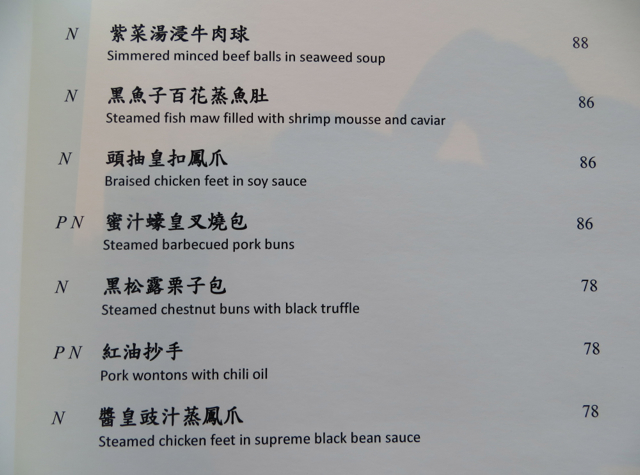 N 紫菜湯浸牛肉球 88
Simmered minced beef balls in seaweed soup
N 黑魚子百花蒸魚肚 86
Steamed fish maw filled with shrimp mousse and caviar
N 頭抽皇扣鳳爪 86
Braised chicken feet in soy sauce
P N 蜜汁蠔皇叉燒包 86
Steamed barbecued pork buns
N 黑松露栗子包 78
Steamed chestnut buns with black truffle
P N 紅油抄手 78
Pork wontons with chili oil
N 醬皇豉汁蒸鳳爪 78
Steamed chicken feet in supreme black bean sauce